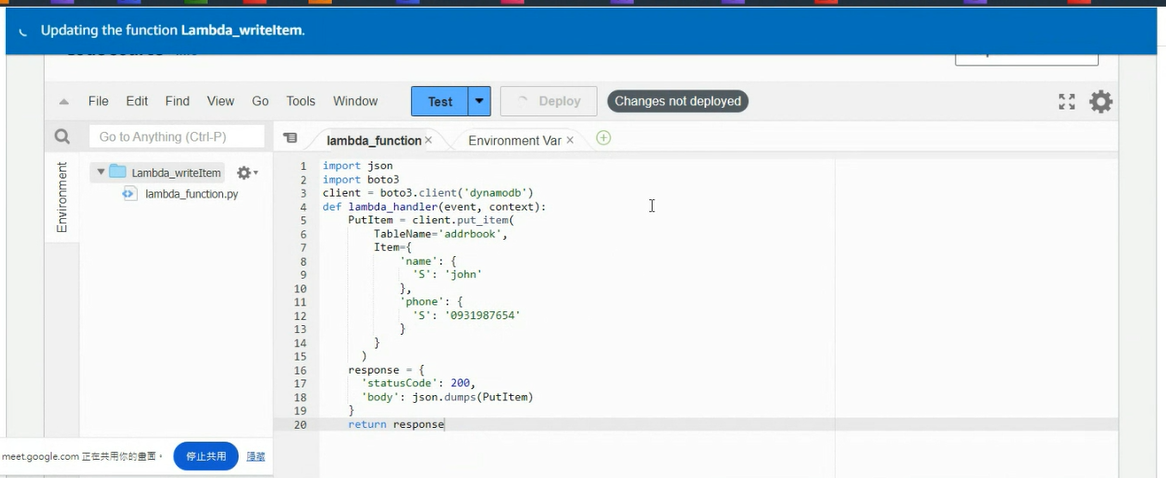 Updating the function Lambda_writeItem.
File Edit Find View Go Tools Window Test Deploy Changes not deployed
Go to Anything (Ctrl-P)
lambda_function× Environment Var ×
Environment
Lambda_writeItem
lambda_function.py
1 import json
2 import boto3
3 client = boto3.client('dynamodb')
4 def lambda_handler(event, context):
5     PutItem = client.put_item(
6         TableName='addrbook',
7         Item={
8             'name': {
9               'S': 'john'
10             },
11             'phone': {
12               'S': '0931987654'
13             }
14         }
15       )
16     response = {
17       'statusCode': 200,
18       'body': json.dumps(PutItem)
19     }
20     return response
meet.google.com 正在共用你的畫面。 停止共用 隱藏